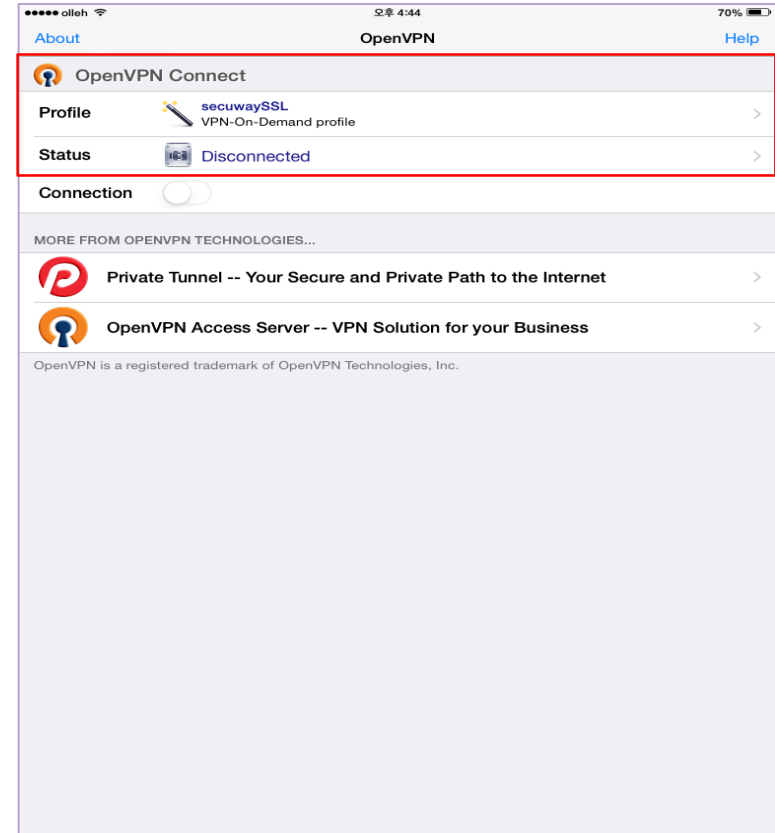 olleh 오후 4:44 70%
About OpenVPN Help
OpenVPN Connect
Profile secuwaySSL
VPN-On-Demand profile
Status Disconnected
Connection
MORE FROM OPENVPN TECHNOLOGIES...
Private Tunnel -- Your Secure and Private Path to the Internet
OpenVPN Access Server -- VPN Solution for your Business
OpenVPN is a registered trademark of OpenVPN Technologies, Inc.